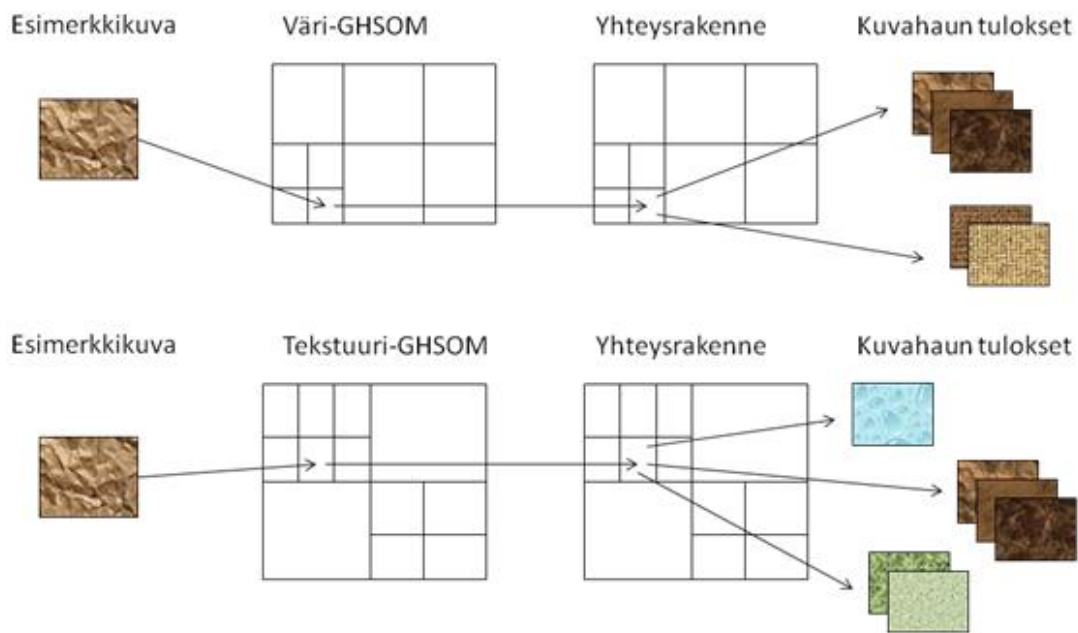 Esimerkkikuva Väri-GHSOM Yhteysrakenne Kuvahaun tulokset
Esimerkkikuva Tekstuuri-GHSOM Yhteysrakenne Kuvahaun tulokset